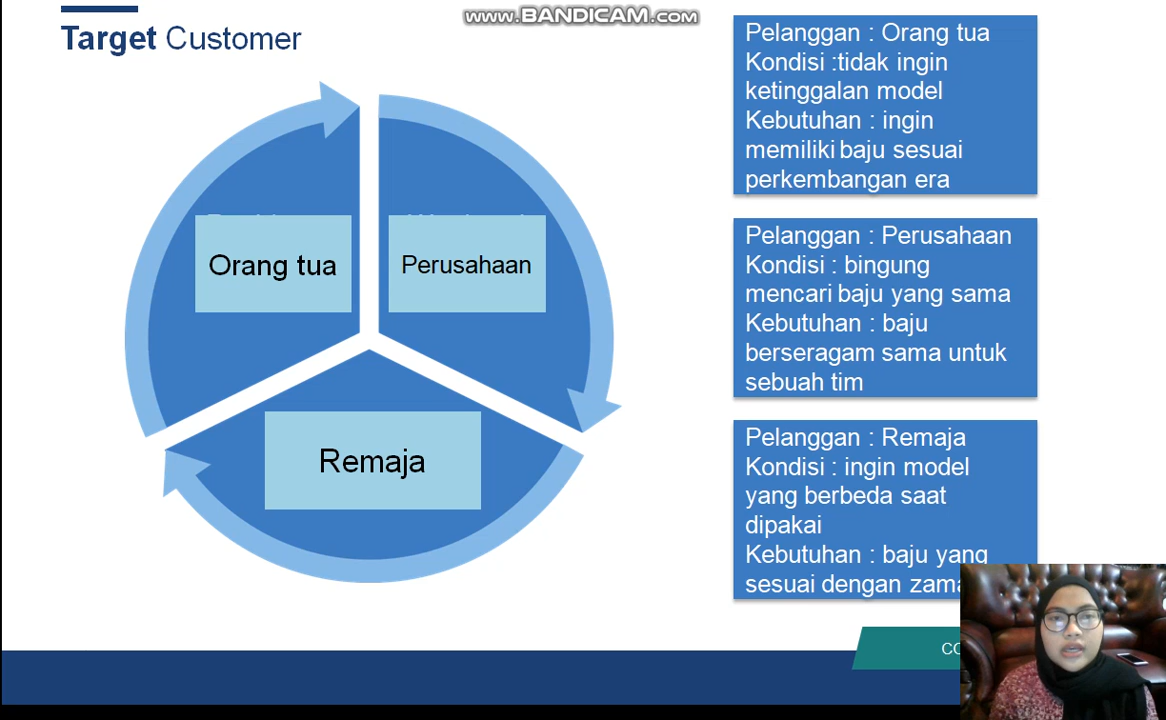 www.BANDICAM.com
Target Customer
Orang tua
Perusahaan
Remaja
Pelanggan : Orang tua
Kondisi :tidak ingin
ketinggalan model
Kebutuhan : ingin
memiliki baju sesuai
perkembangan era
Pelanggan : Perusahaan
Kondisi : bingung
mencari baju yang sama
Kebutuhan : baju
berseragam sama untuk
sebuah tim
Pelanggan : Remaja
Kondisi : ingin model
yang berbeda saat
dipakai
Kebutuhan : baju yang
sesuai dengan